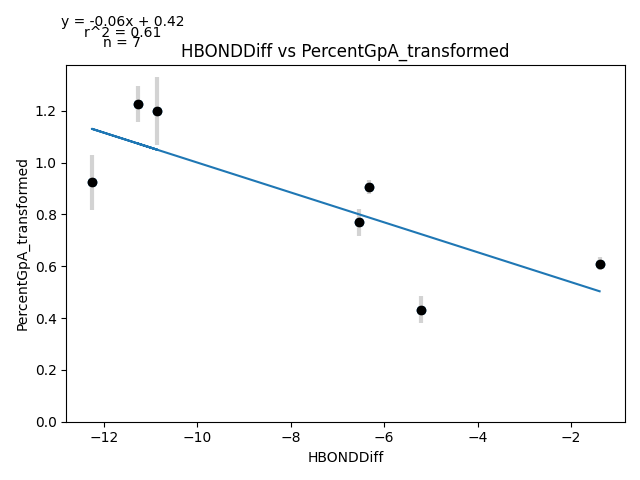 y = -0.06x + 0.42
r^2 = 0.61
n = 7
HBONDDiff vs PercentGpA_transformed
PercentGpA_transformed
1.2
1.0
0.8
0.6
0.4
0.2
0.0
−12
−10
−8
−6
−4
−2
HBONDDiff